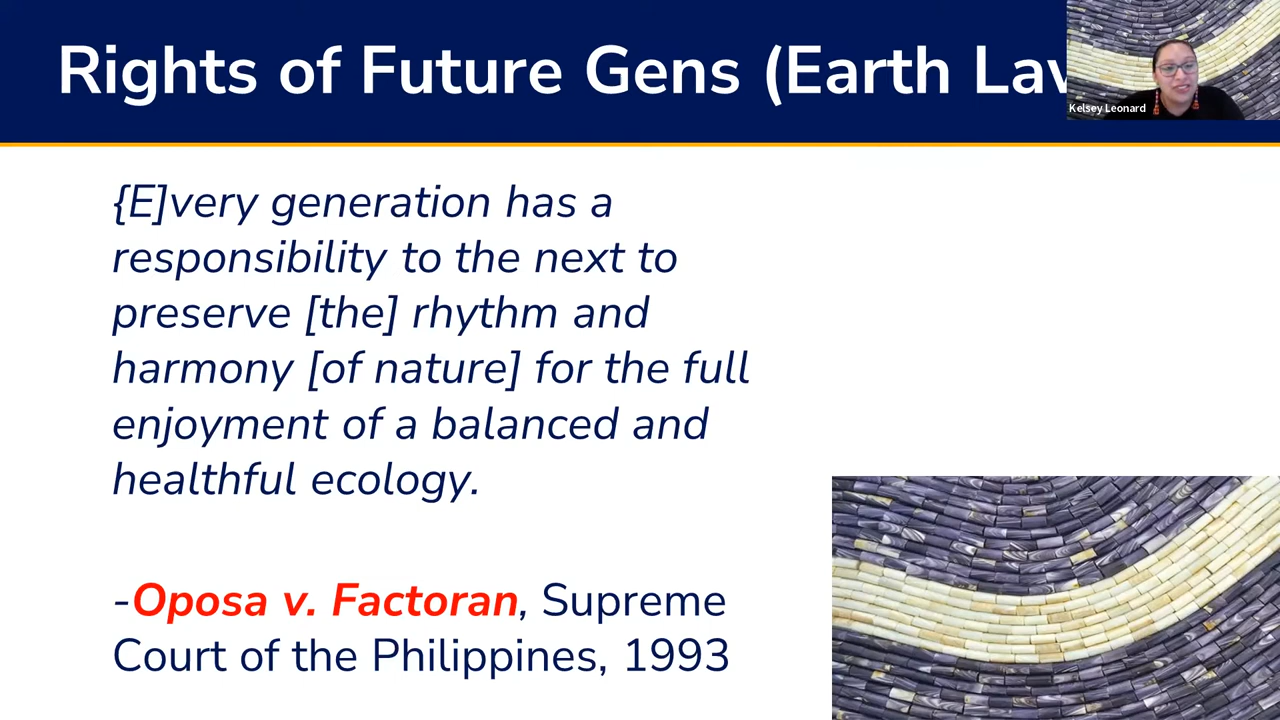 Rights of Future Gens (Earth Lav
Kelsey Leonard
{E]very generation has a
responsibility to the next to
preserve [the] rhythm and
harmony [of nature] for the full
enjoyment of a balanced and
healthful ecology.
-Oposa v. Factoran, Supreme
Court of the Philippines, 1993